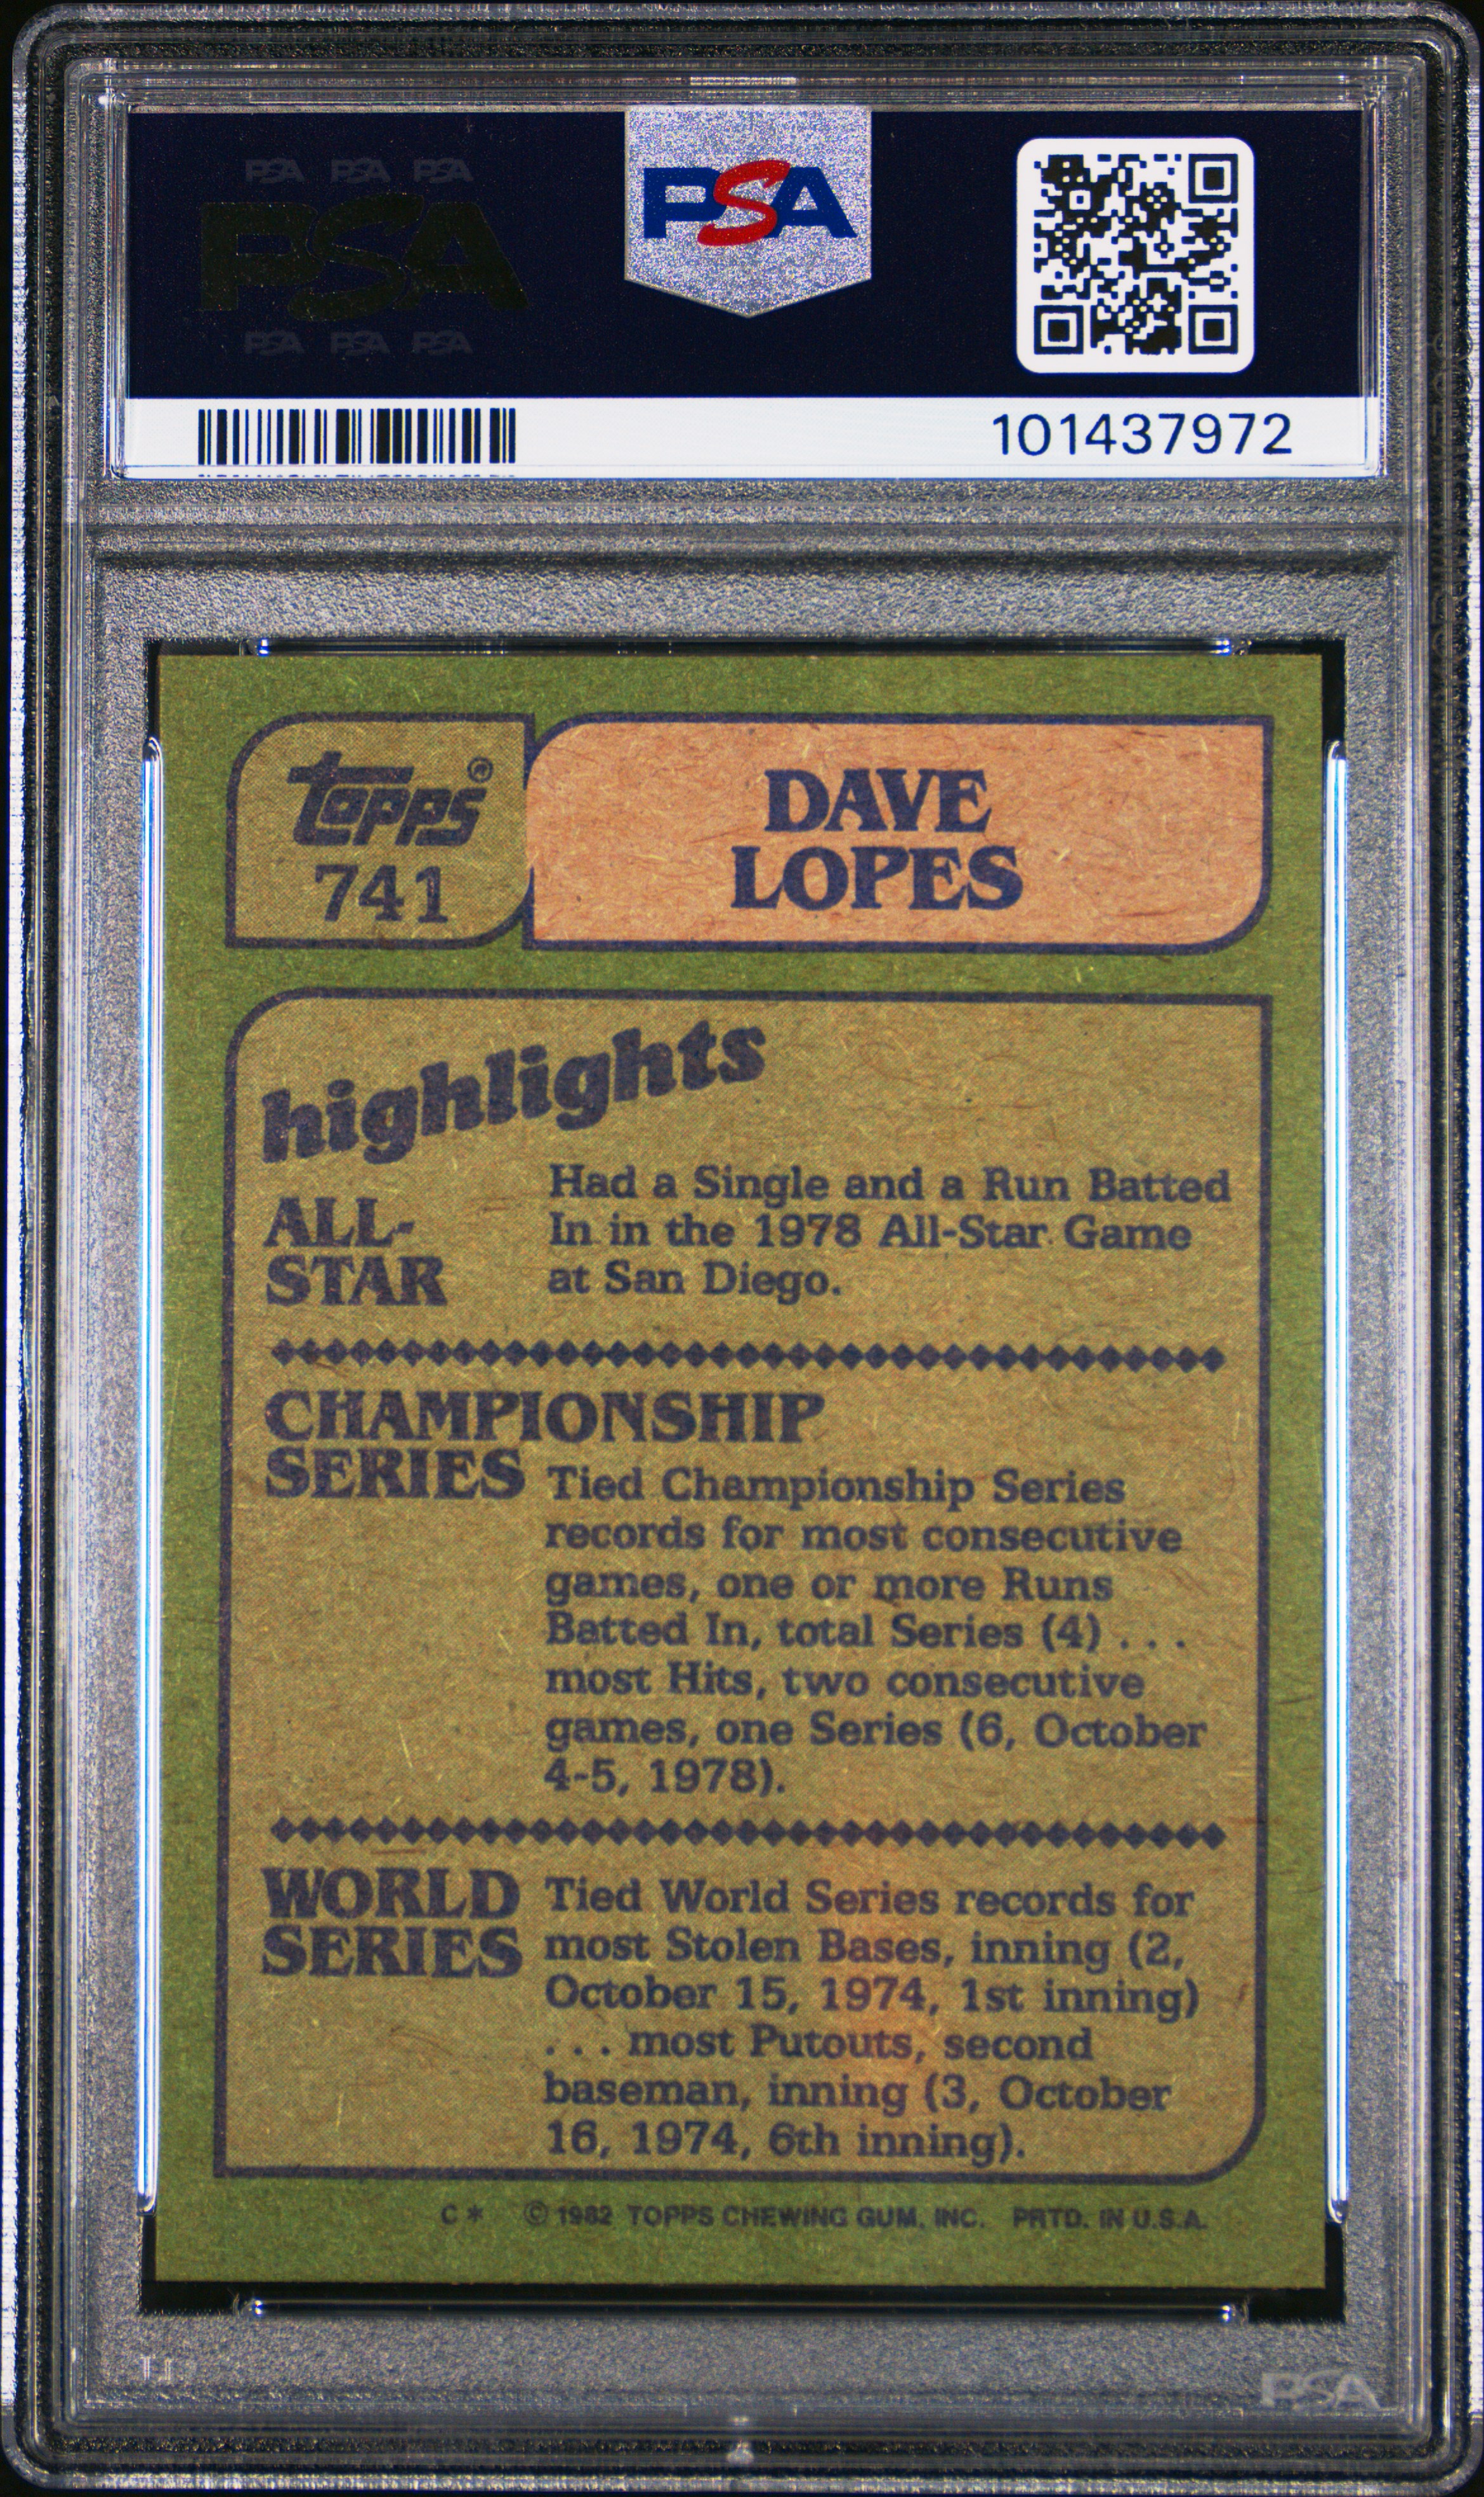 PSA PSA PSA
PSA
PSA PSA PSA
PSA
101437972
topps®
741
DAVE
LOPES
highlights
ALL-
STAR
Had a Single and a Run Batted
In in the 1978 All-Star Game
at San Diego.
CHAMPIONSHIP
SERIES
Tied Championship Series
records for most consecutive
games, one or more Runs
Batted In, total Series (4) . . .
most Hits, two consecutive
games, one Series (6, October
4-5, 1978).
WORLD
SERIES
Tied World Series records for
most Stolen Bases, inning (2,
October 15, 1974, 1st inning)
. . . most Putouts, second
baseman, inning (3, October
16, 1974, 6th inning).
C* © 1982 TOPPS CHEWING GUM, INC. PRTD. IN U.S.A.
PSA